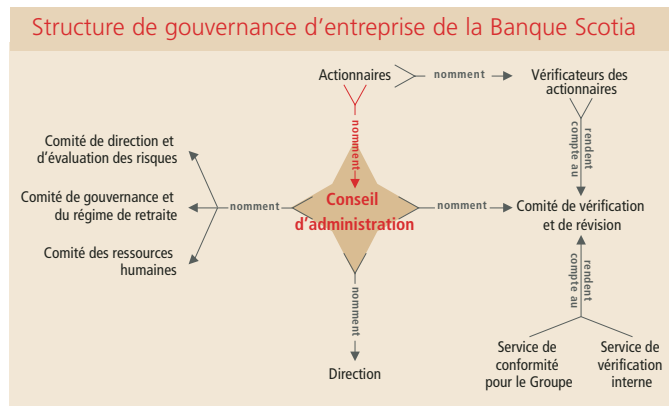 Structure de gouvernance d’entreprise de la Banque Scotia
Actionnaires
nomment
Vérificateurs des
actionnaires
nomment
rendent
compte au
Comité de direction et
d’évaluation des risques
Comité de gouvernance et
du régime de retraite
Comité des ressources
humaines
nomment
Conseil
d’administration
nomment
Comité de vérification
et de révision
nomment
rendent
compte au
Direction
Service de
conformité
pour le Groupe
Service de
vérification
interne